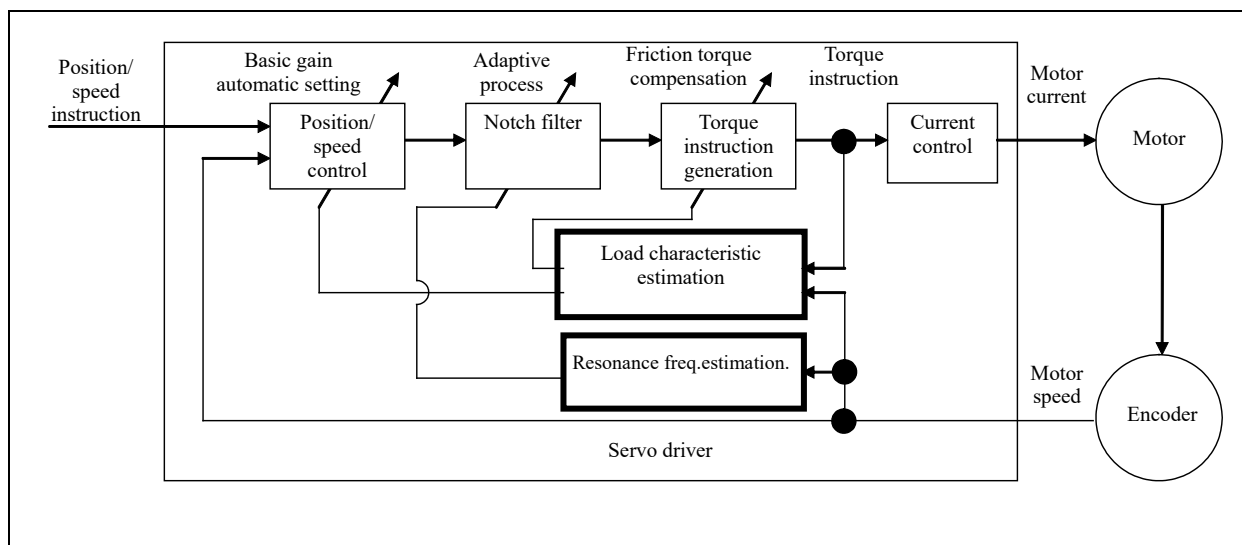 Position/
speed
instruction
Basic gain
automatic setting
Adaptive
process
Friction torque
compensation
Torque
instruction
Motor
current
Position/
speed
control
Notch filter
Torque
instruction
generation
Current
control
Motor
Load characteristic
estimation
Resonance freq.estimation.
Motor
speed
Encoder
Servo driver